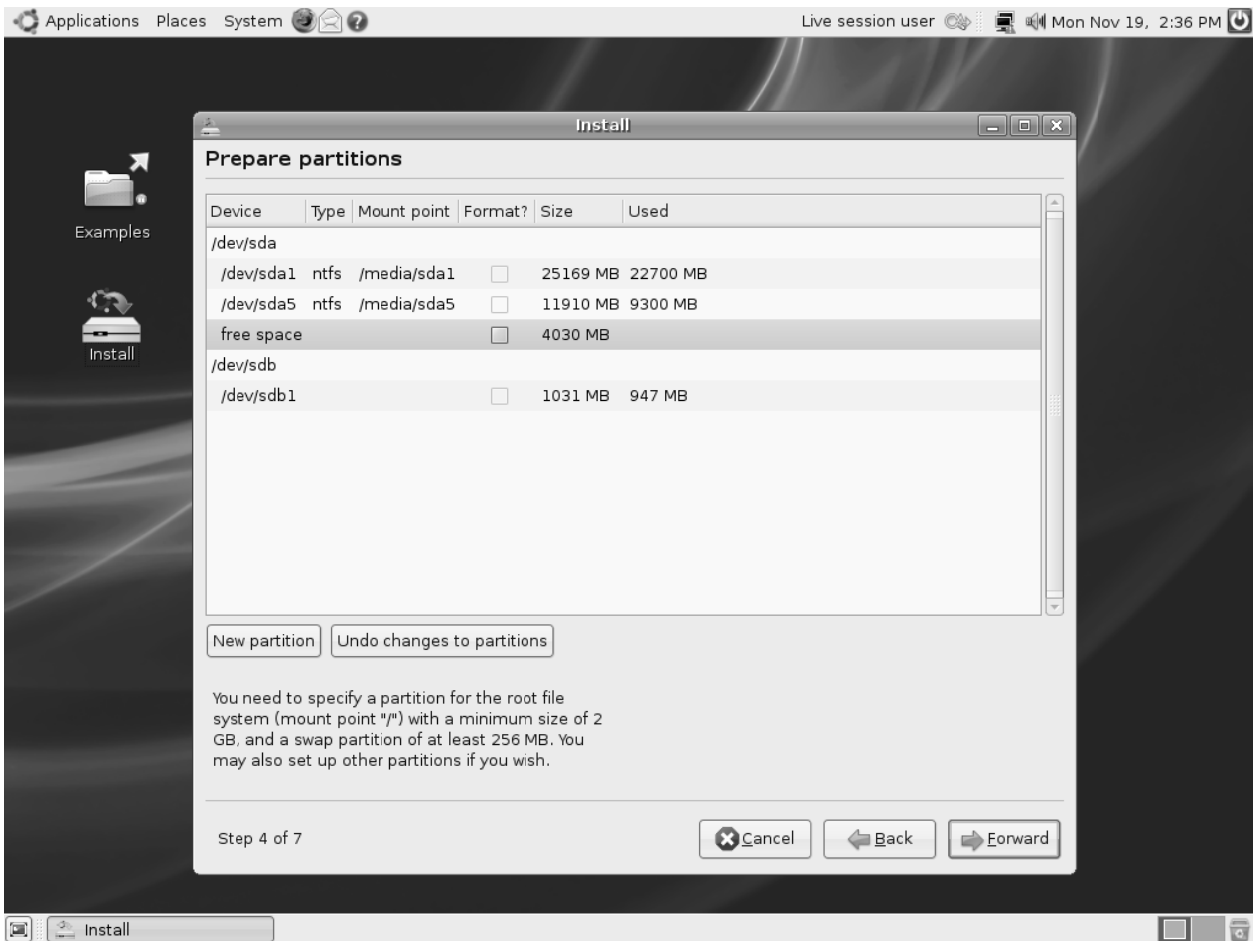 Applications Places System Live session user Mon Nov 19, 2:36 PM
Install
Prepare partitions
Device Type Mount point Format? Size Used
/dev/sda
/dev/sda1 ntfs /media/sda1 25169 MB 22700 MB
/dev/sda5 ntfs /media/sda5 11910 MB 9300 MB
free space 4030 MB
/dev/sdb
/dev/sdb1 1031 MB 947 MB
Examples
Install
New partition Undo changes to partitions
You need to specify a partition for the root file
system (mount point "/") with a minimum size of 2
GB, and a swap partition of at least 256 MB. You
may also set up other partitions if you wish.
Step 4 of 7 Cancel Back Forward
Install